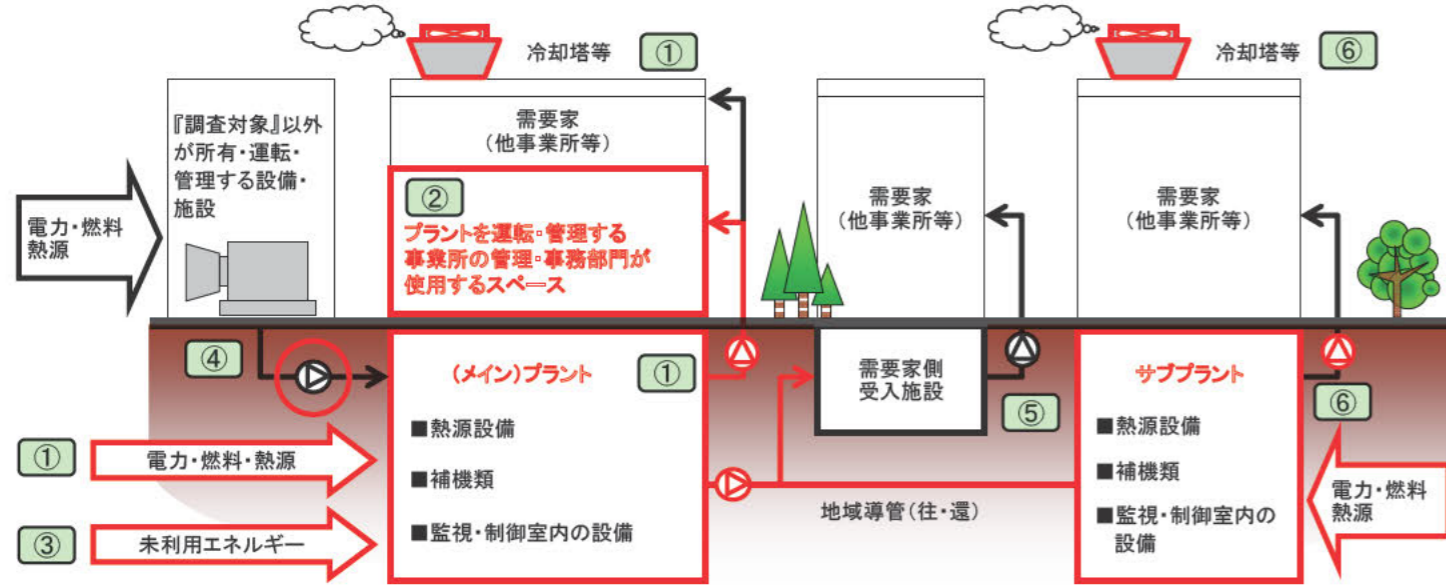 冷却塔等
①
冷却塔等
⑥
『調査対象』以外
が所有・運転・
管理する設備・
施設
電力・燃料
熱源
需要家
(他事業所等)
②
プラントを運転・管理する
事業所の管理・事務部門が
使用するスペース
需要家
(他事業所等)
需要家
(他事業所等)
④
(メイン)プラント
①
■熱源設備
■補機類
■監視・制御室内の設備
①
電力・燃料・熱源
③
未利用エネルギー
需要家側
受入施設
⑤
地域導管(往・還)
サブプラント
⑥
■熱源設備
■補機類
■監視・制御室内の
設備
電力・燃料
熱源